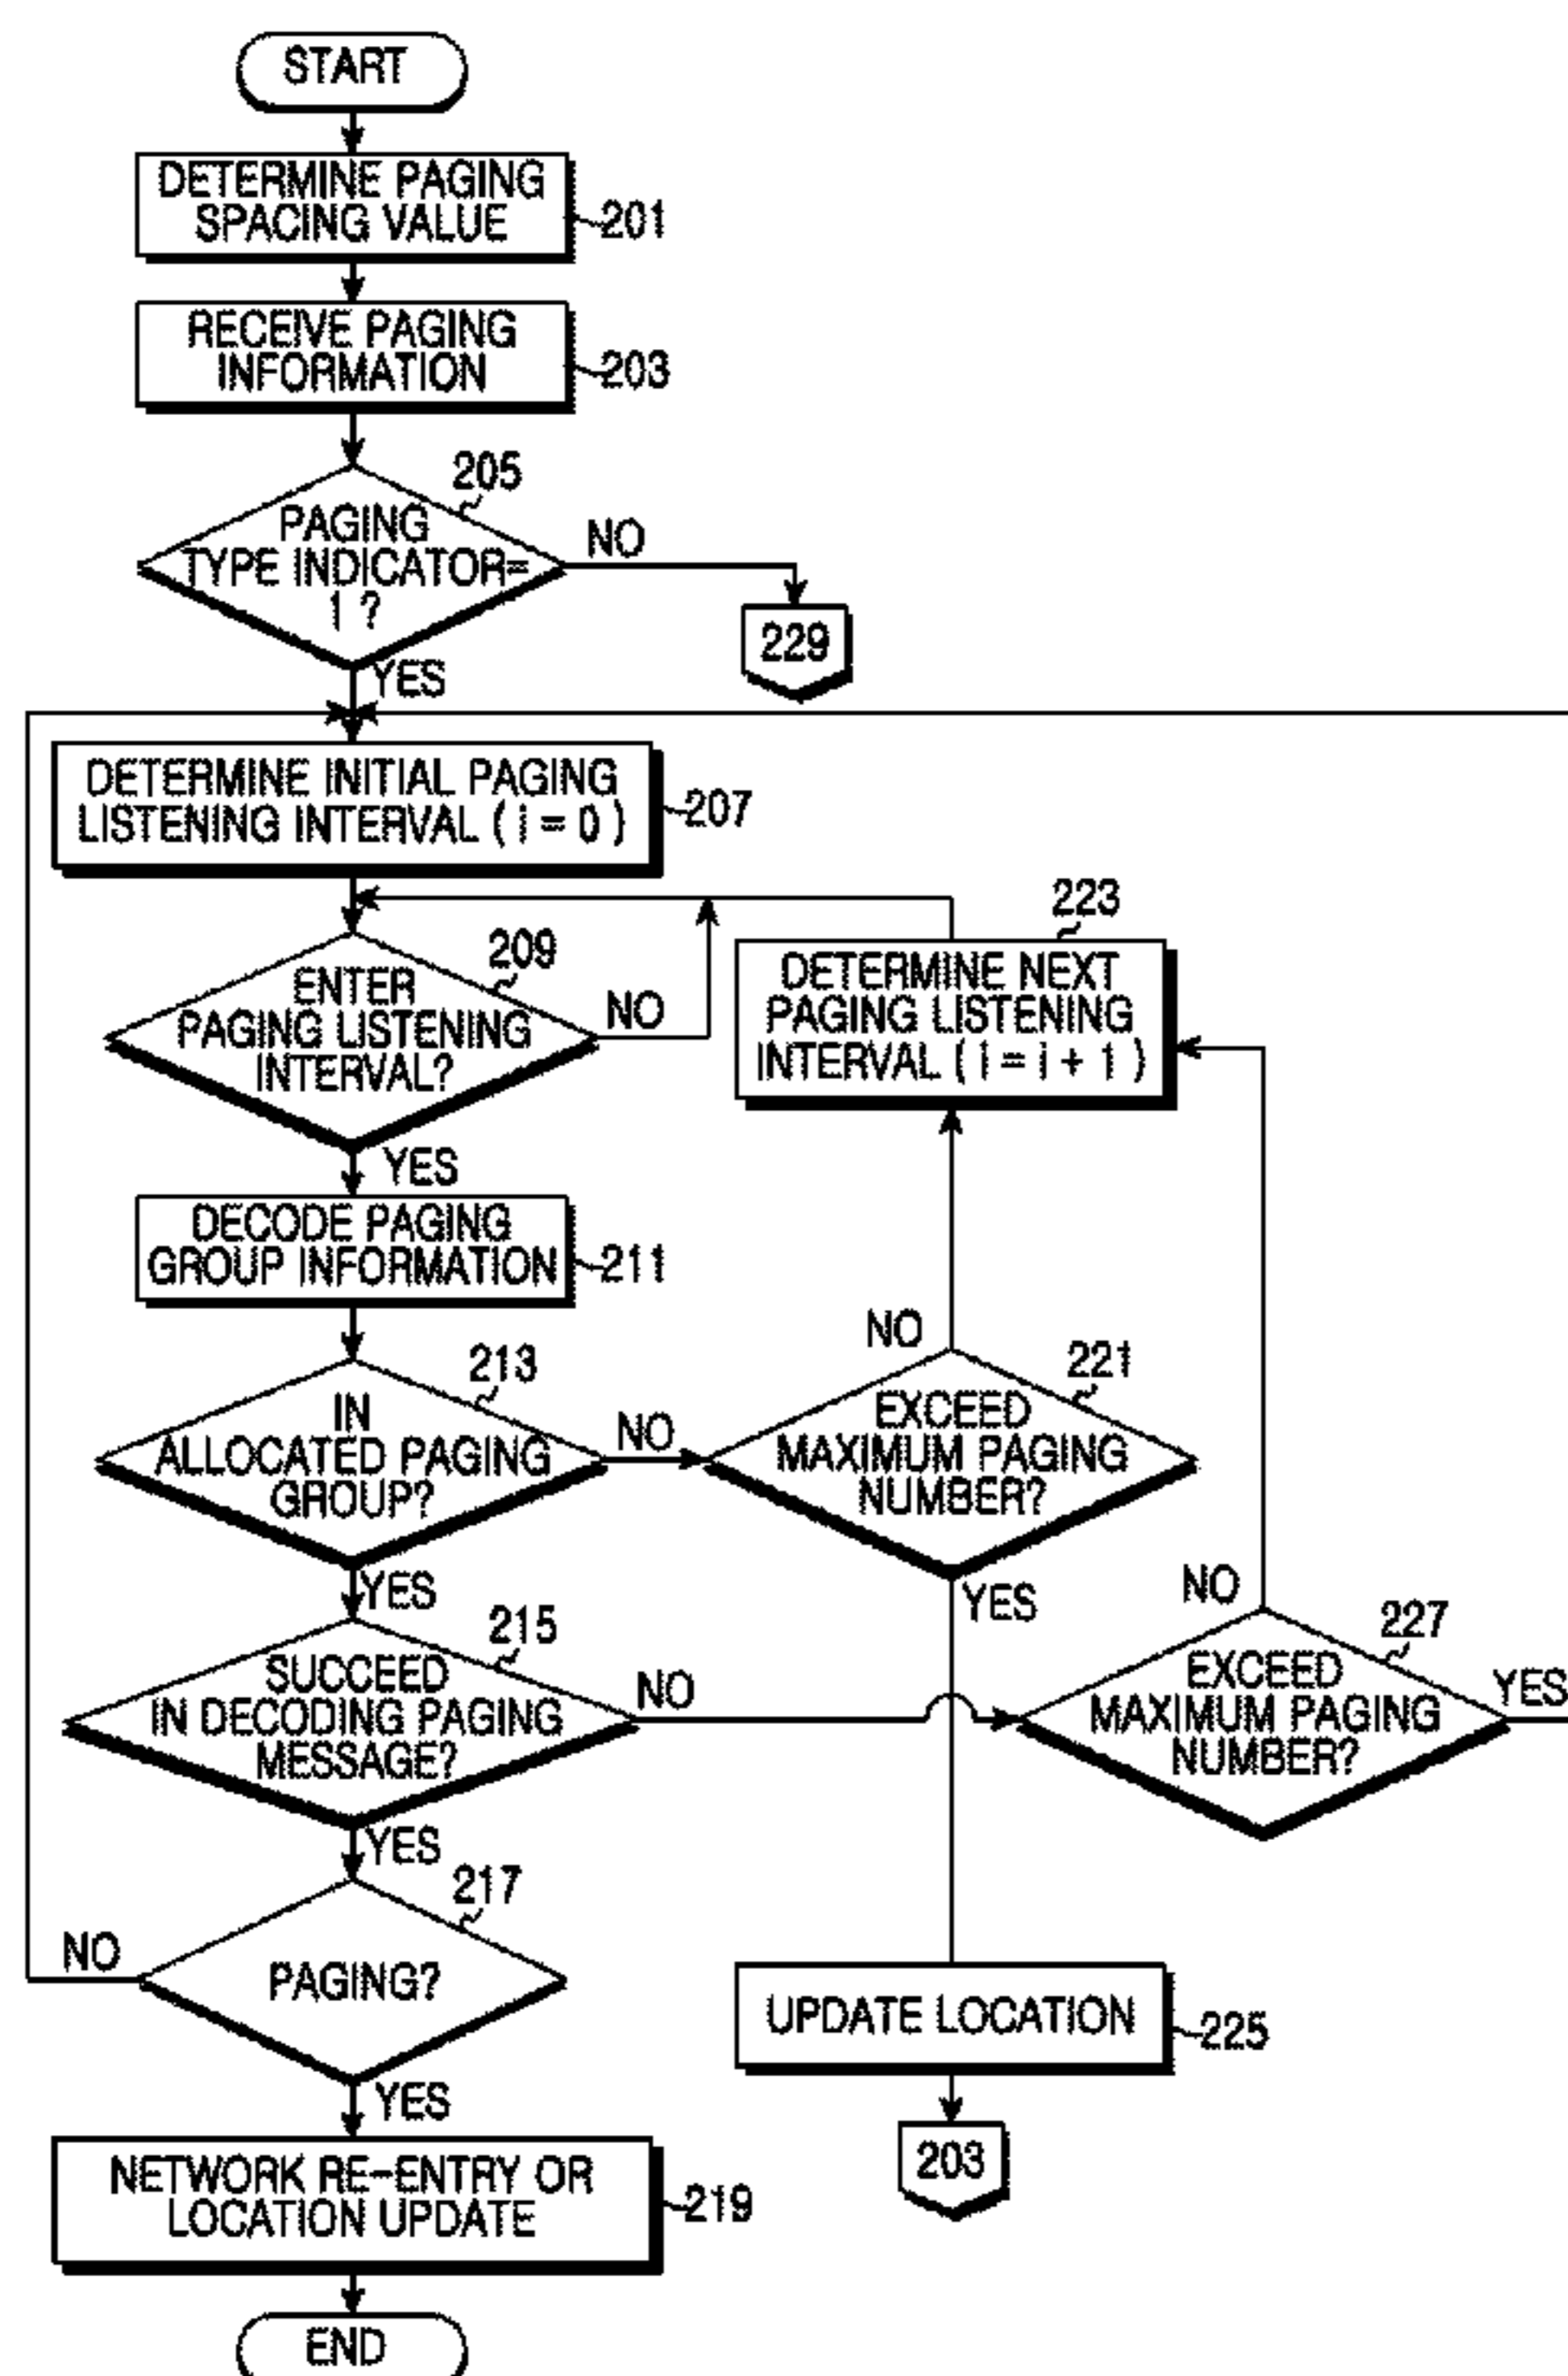 START
DETERMINE PAGING
SPACING VALUE
201
RECEIVE PAGING
INFORMATION
203
205
PAGING
TYPE INDICATOR=
1 ?
NO
229
YES
DETERMINE INITIAL PAGING
LISTENING INTERVAL ( i = 0 )
207
209
ENTER
PAGING LISTENING
INTERVAL?
NO
YES
223
DETERMINE NEXT
PAGING LISTENING
INTERVAL ( i = i + 1 )
DECODE PAGING
GROUP INFORMATION
211
213
IN
ALLOCATED PAGING
GROUP?
NO
YES
NO
221
EXCEED
MAXIMUM PAGING
NUMBER?
YES
215
SUCCEED
IN DECODING PAGING
MESSAGE?
NO
YES
NO
227
EXCEED
MAXIMUM PAGING
NUMBER?
YES
217
PAGING?
NO
YES
UPDATE LOCATION
225
203
NETWORK RE-ENTRY OR
LOCATION UPDATE
219
END